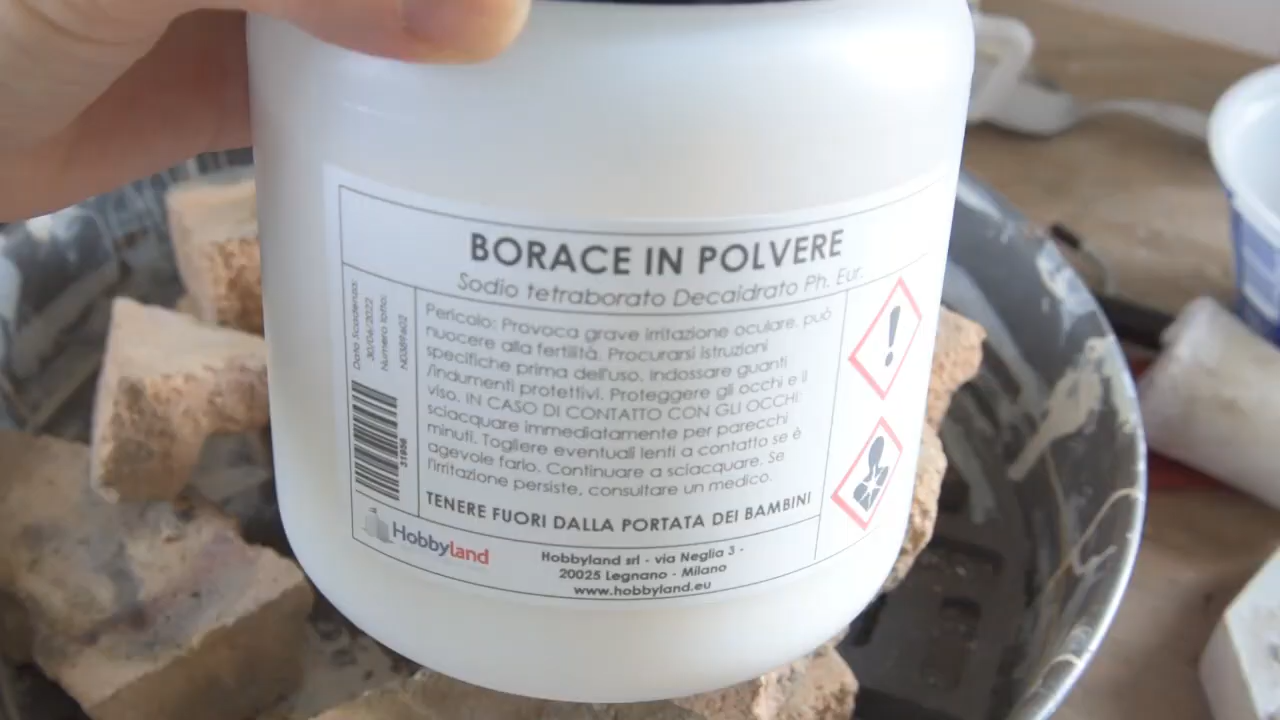 BORACE IN POLVERE
Sodio tetraborato Decaidrato Ph. Eur.
Data Scadenza:
30/06/2022
Numero lotto:
31936
Pericolo: Provoca grave irritazione oculare, può
nuocere alla fertilità. Procurarsi istruzioni
specifiche prima dell'uso. Indossare guanti
/indumenti protettivi. Proteggere gli occhi e il
viso. IN CASO DI CONTATTO CON GLI OCCHI:
sciacquare immediatamente per parecchi
minuti. Togliere eventuali lenti a contatto se è
agevole farlo. Continuare a sciacquare. Se
l'irritazione persiste, consultare un medico.
TENERE FUORI DALLA PORTATA DEI BAMBINI
Hobbyland
Hobbyland srl - via Neglia 3 -
20025 Legnano - Milano
www.hobbyland.eu